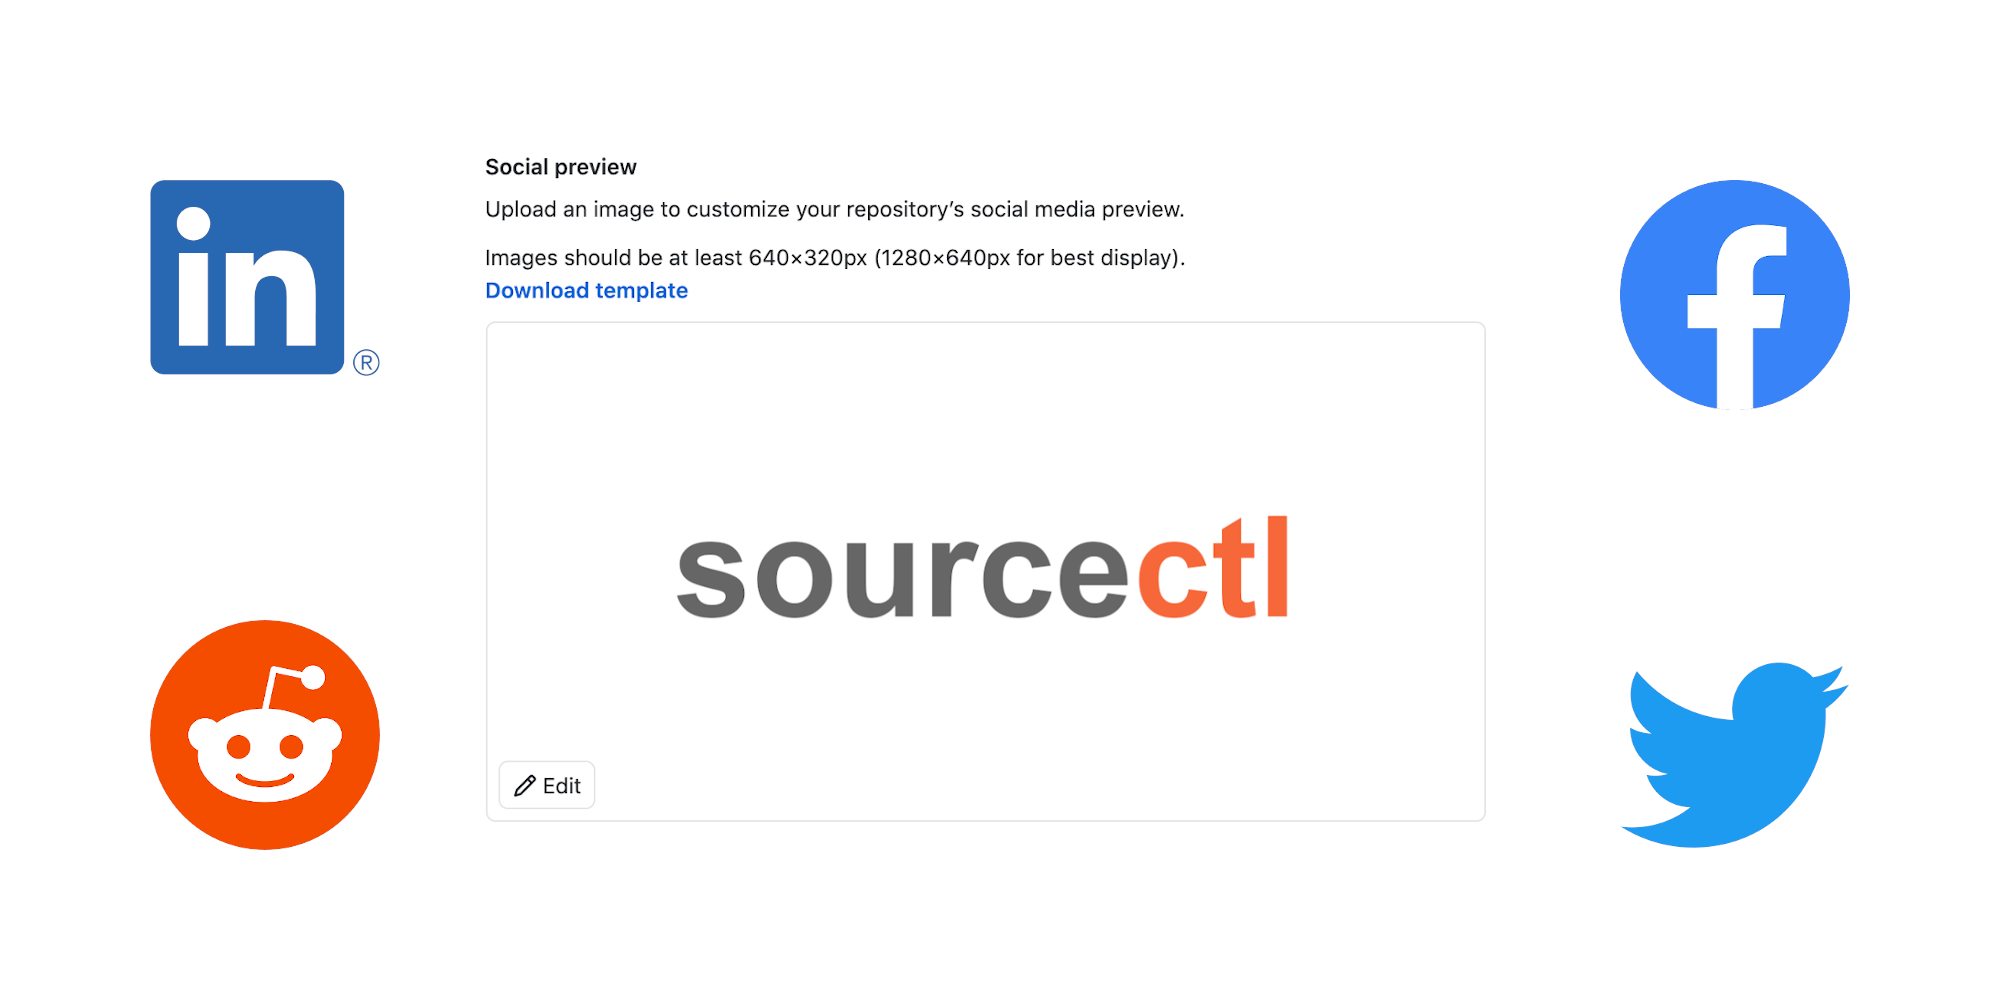 Social preview
Upload an image to customize your repository’s social media preview.
Images should be at least 640×320px (1280×640px for best display).
Download template
in ®
f
sourcectl
Edit